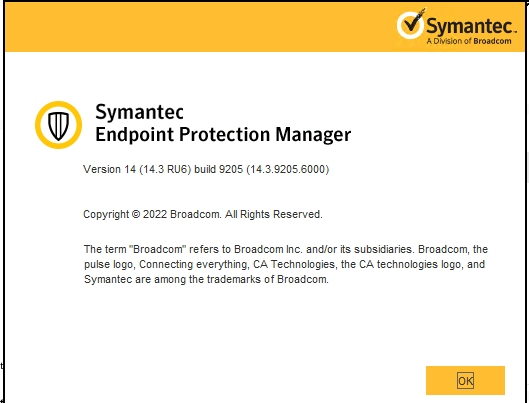 Symantec.
A Division of Broadcom
Symantec
Endpoint Protection Manager
Version 14 (14.3 RU6) build 9205 (14.3.9205.6000)
Copyright © 2022 Broadcom. All Rights Reserved.
The term "Broadcom" refers to Broadcom Inc. and/or its subsidiaries. Broadcom, the
pulse logo, Connecting everything, CA Technologies, the CA technologies logo, and
Symantec are among the trademarks of Broadcom.
OK